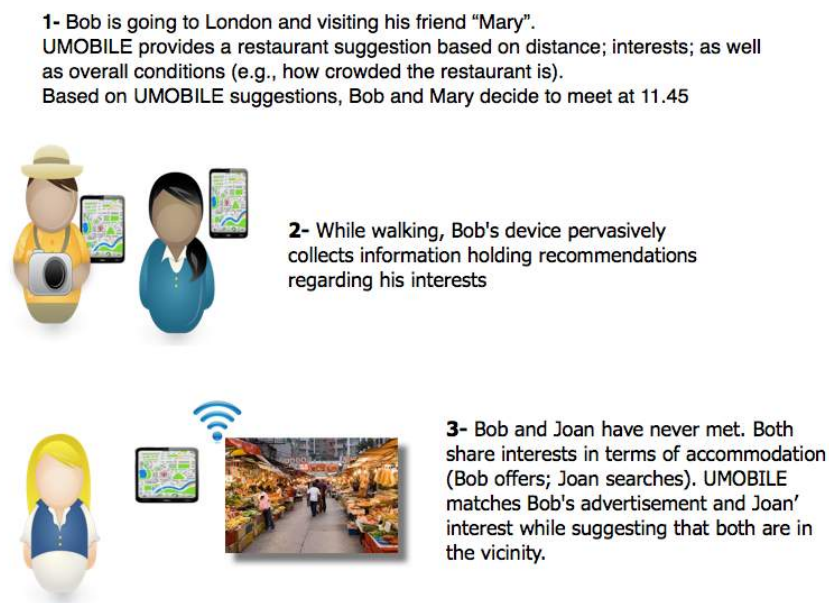 1- Bob is going to London and visiting his friend “Mary”.
UMOBILE provides a restaurant suggestion based on distance; interests; as well
as overall conditions (e.g., how crowded the restaurant is).
Based on UMOBILE suggestions, Bob and Mary decide to meet at 11.45
2- While walking, Bob's device pervasively
collects information holding recommendations
regarding his interests
3- Bob and Joan have never met. Both
share interests in terms of accommodation
(Bob offers; Joan searches). UMOBILE
matches Bob's advertisement and Joan’
interest while suggesting that both are in
the vicinity.